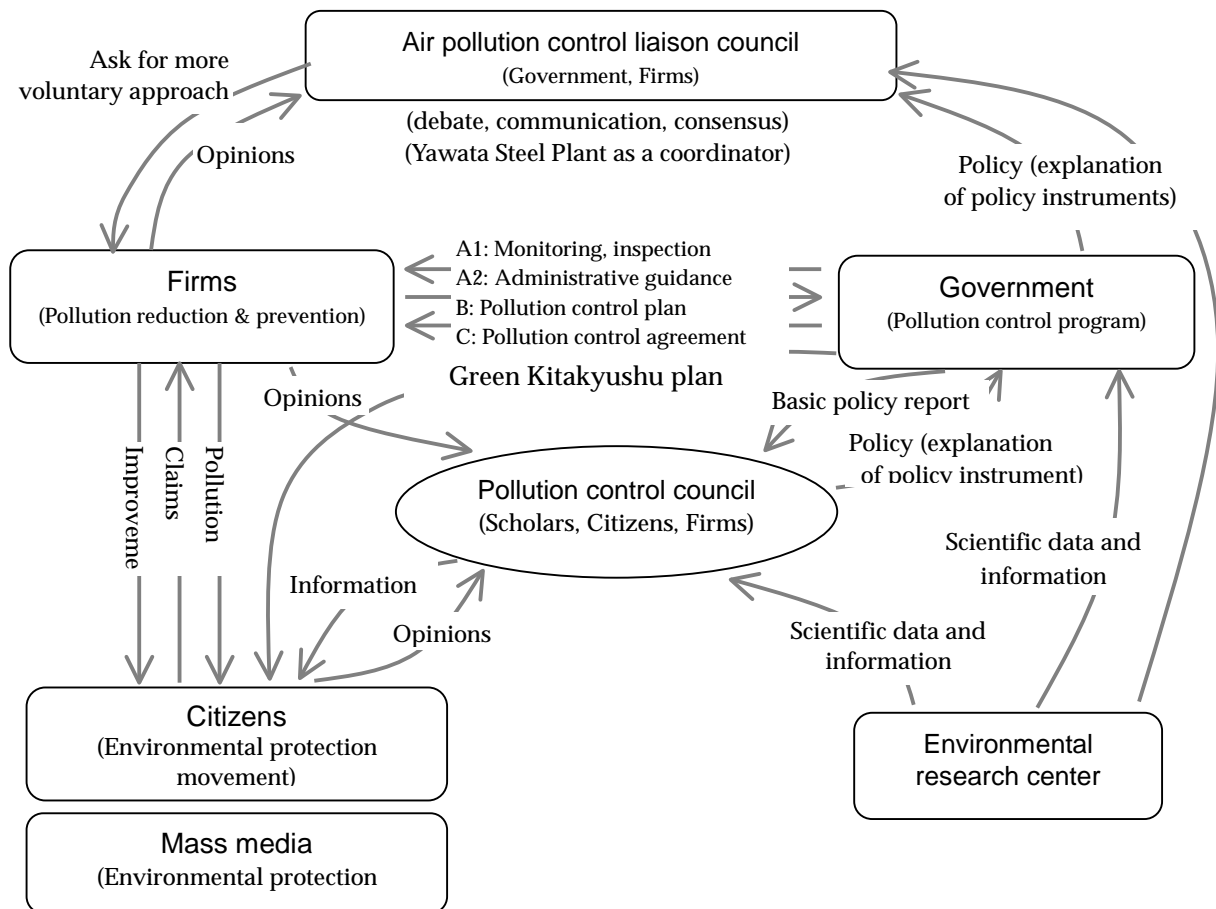 Air pollution control liaison council
(Government, Firms)
Ask for more
voluntary approach
(debate, communication, consensus)
(Yawata Steel Plant as a coordinator)
Opinions
Policy (explanation
of policy instruments)
Firms
(Pollution reduction & prevention)
A1: Monitoring, inspection
A2: Administrative guidance
B: Pollution control plan
C: Pollution control agreement
Government
(Pollution control program)
Green Kitakyushu plan
Opinions
Basic policy report
Policy (explanation
of policy instrument)
Improveme
Claims
Pollution
Pollution control council
(Scholars, Citizens, Firms)
Scientific data and
information
Information
Opinions
Scientific data and
information
Citizens
(Environmental protection
movement)
Environmental
research center
Mass media
(Environmental protection